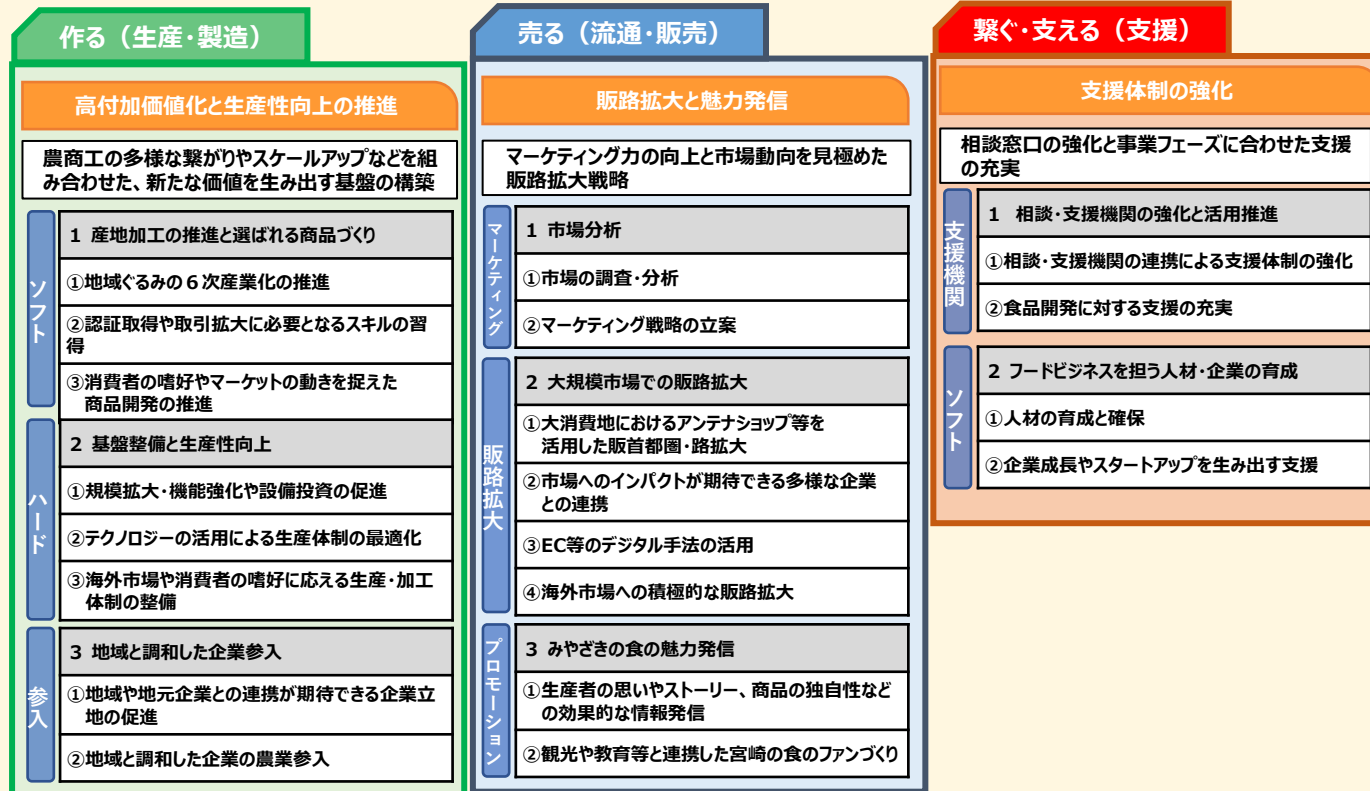 作る（生産・製造）
高付加価値化と生産性向上の推進
農商工の多様な繋がりやスケールアップなどを組
み合わせた、新たな価値を生み出す基盤の構築
ソフト
1 産地加工の推進と選ばれる商品づくり
①地域ぐるみの６次産業化の推進
②認証取得や取引拡大に必要となるスキルの習
得
③消費者の嗜好やマーケットの動きを捉えた
商品開発の推進
ハード
2 基盤整備と生産性向上
①規模拡大・機能強化や設備投資の促進
②テクノロジーの活用による生産体制の最適化
③海外市場や消費者の嗜好に応える生産・加工
体制の整備
参入
3 地域と調和した企業参入
①地域や地元企業との連携が期待できる企業立
地の促進
②地域と調和した企業の農業参入
売る（流通・販売）
販路拡大と魅力発信
マーケティング力の向上と市場動向を見極めた
販路拡大戦略
マーケティング
1 市場分析
①市場の調査・分析
②マーケティング戦略の立案
販路拡大
2 大規模市場での販路拡大
①大消費地におけるアンテナショップ等を
活用した販首都圏・路拡大
②市場へのインパクトが期待できる多様な企業
との連携
③EC等のデジタル手法の活用
④海外市場への積極的な販路拡大
プロモーション
3 みやざきの食の魅力発信
①生産者の思いやストーリー、商品の独自性など
の効果的な情報発信
②観光や教育等と連携した宮崎の食のファンづくり
繋ぐ・支える（支援）
支援体制の強化
相談窓口の強化と事業フェーズに合わせた支援
の充実
支援機関
1 相談・支援機関の強化と活用推進
①相談・支援機関の連携による支援体制の強化
②食品開発に対する支援の充実
ソフト
2 フードビジネスを担う人材・企業の育成
①人材の育成と確保
②企業成長やスタートアップを生み出す支援